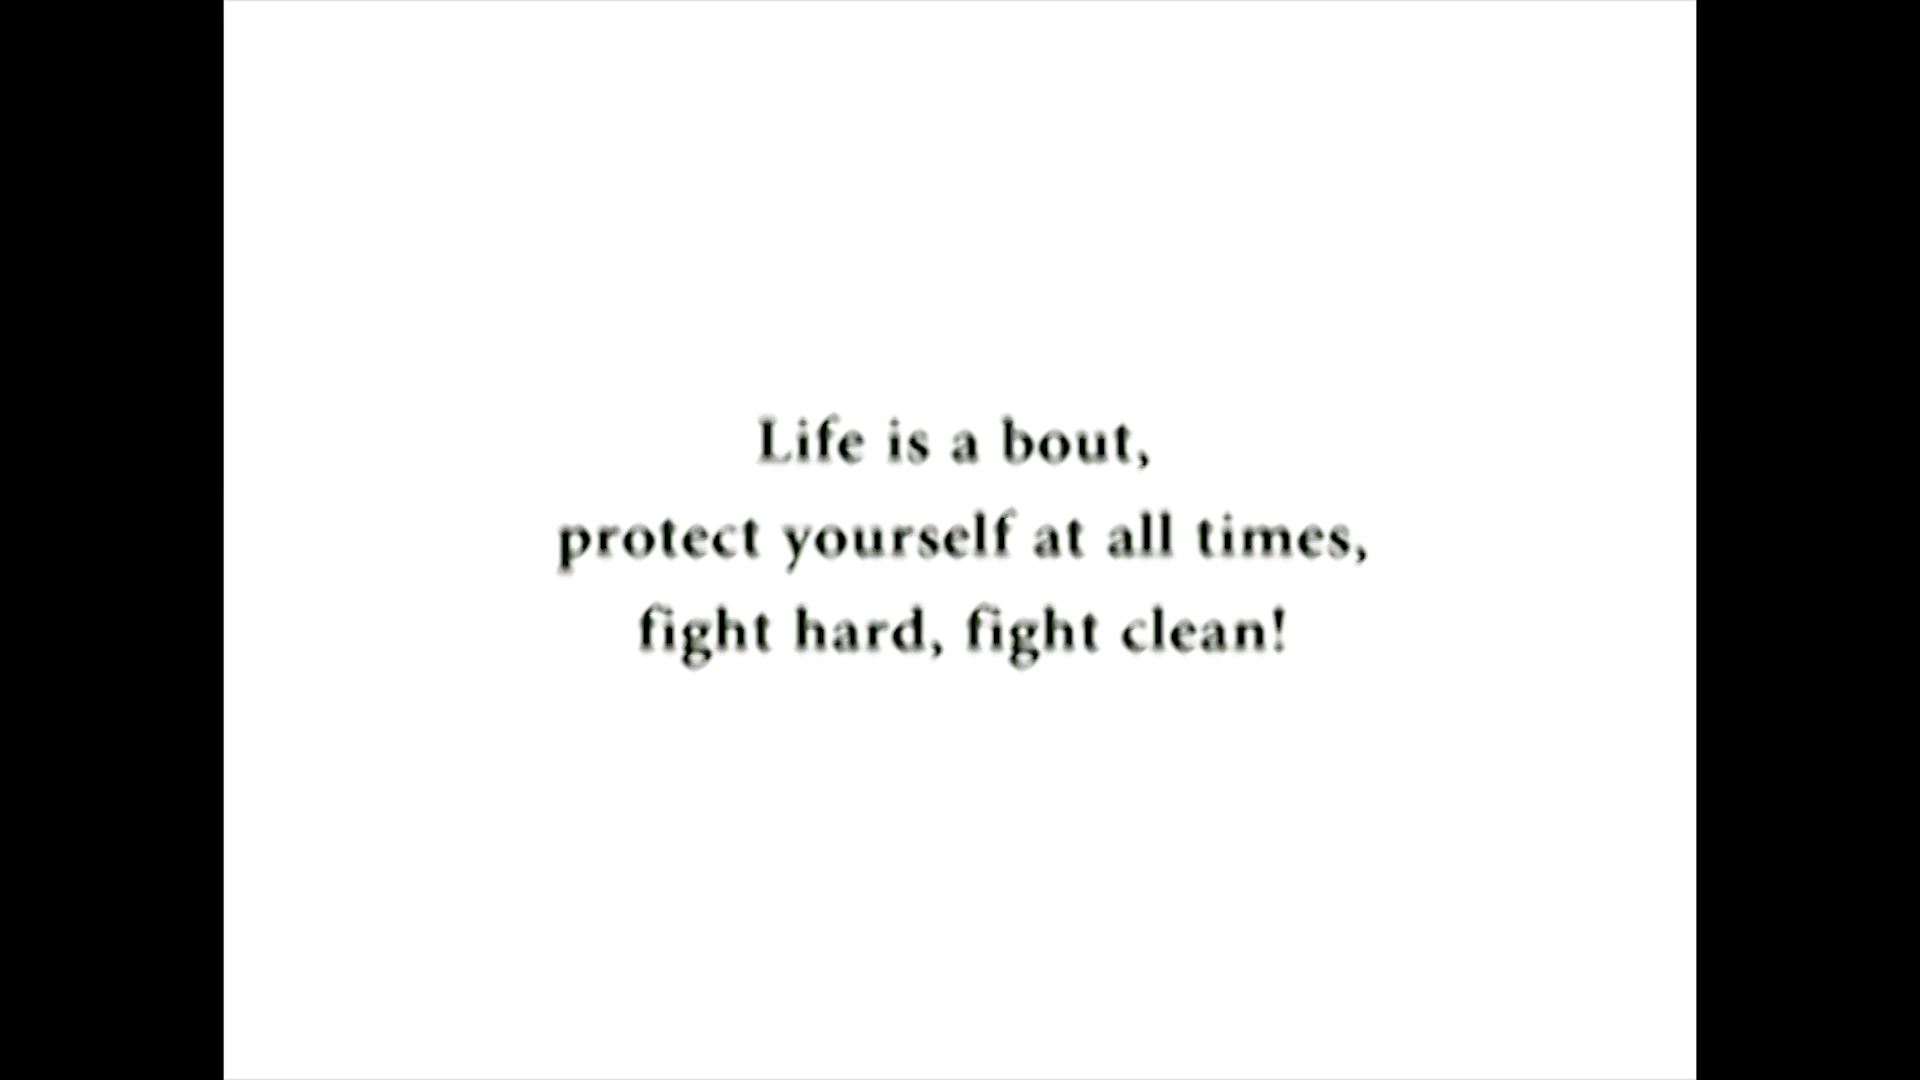 Life is a bout,
protect yourself at all times,
fight hard, fight clean!